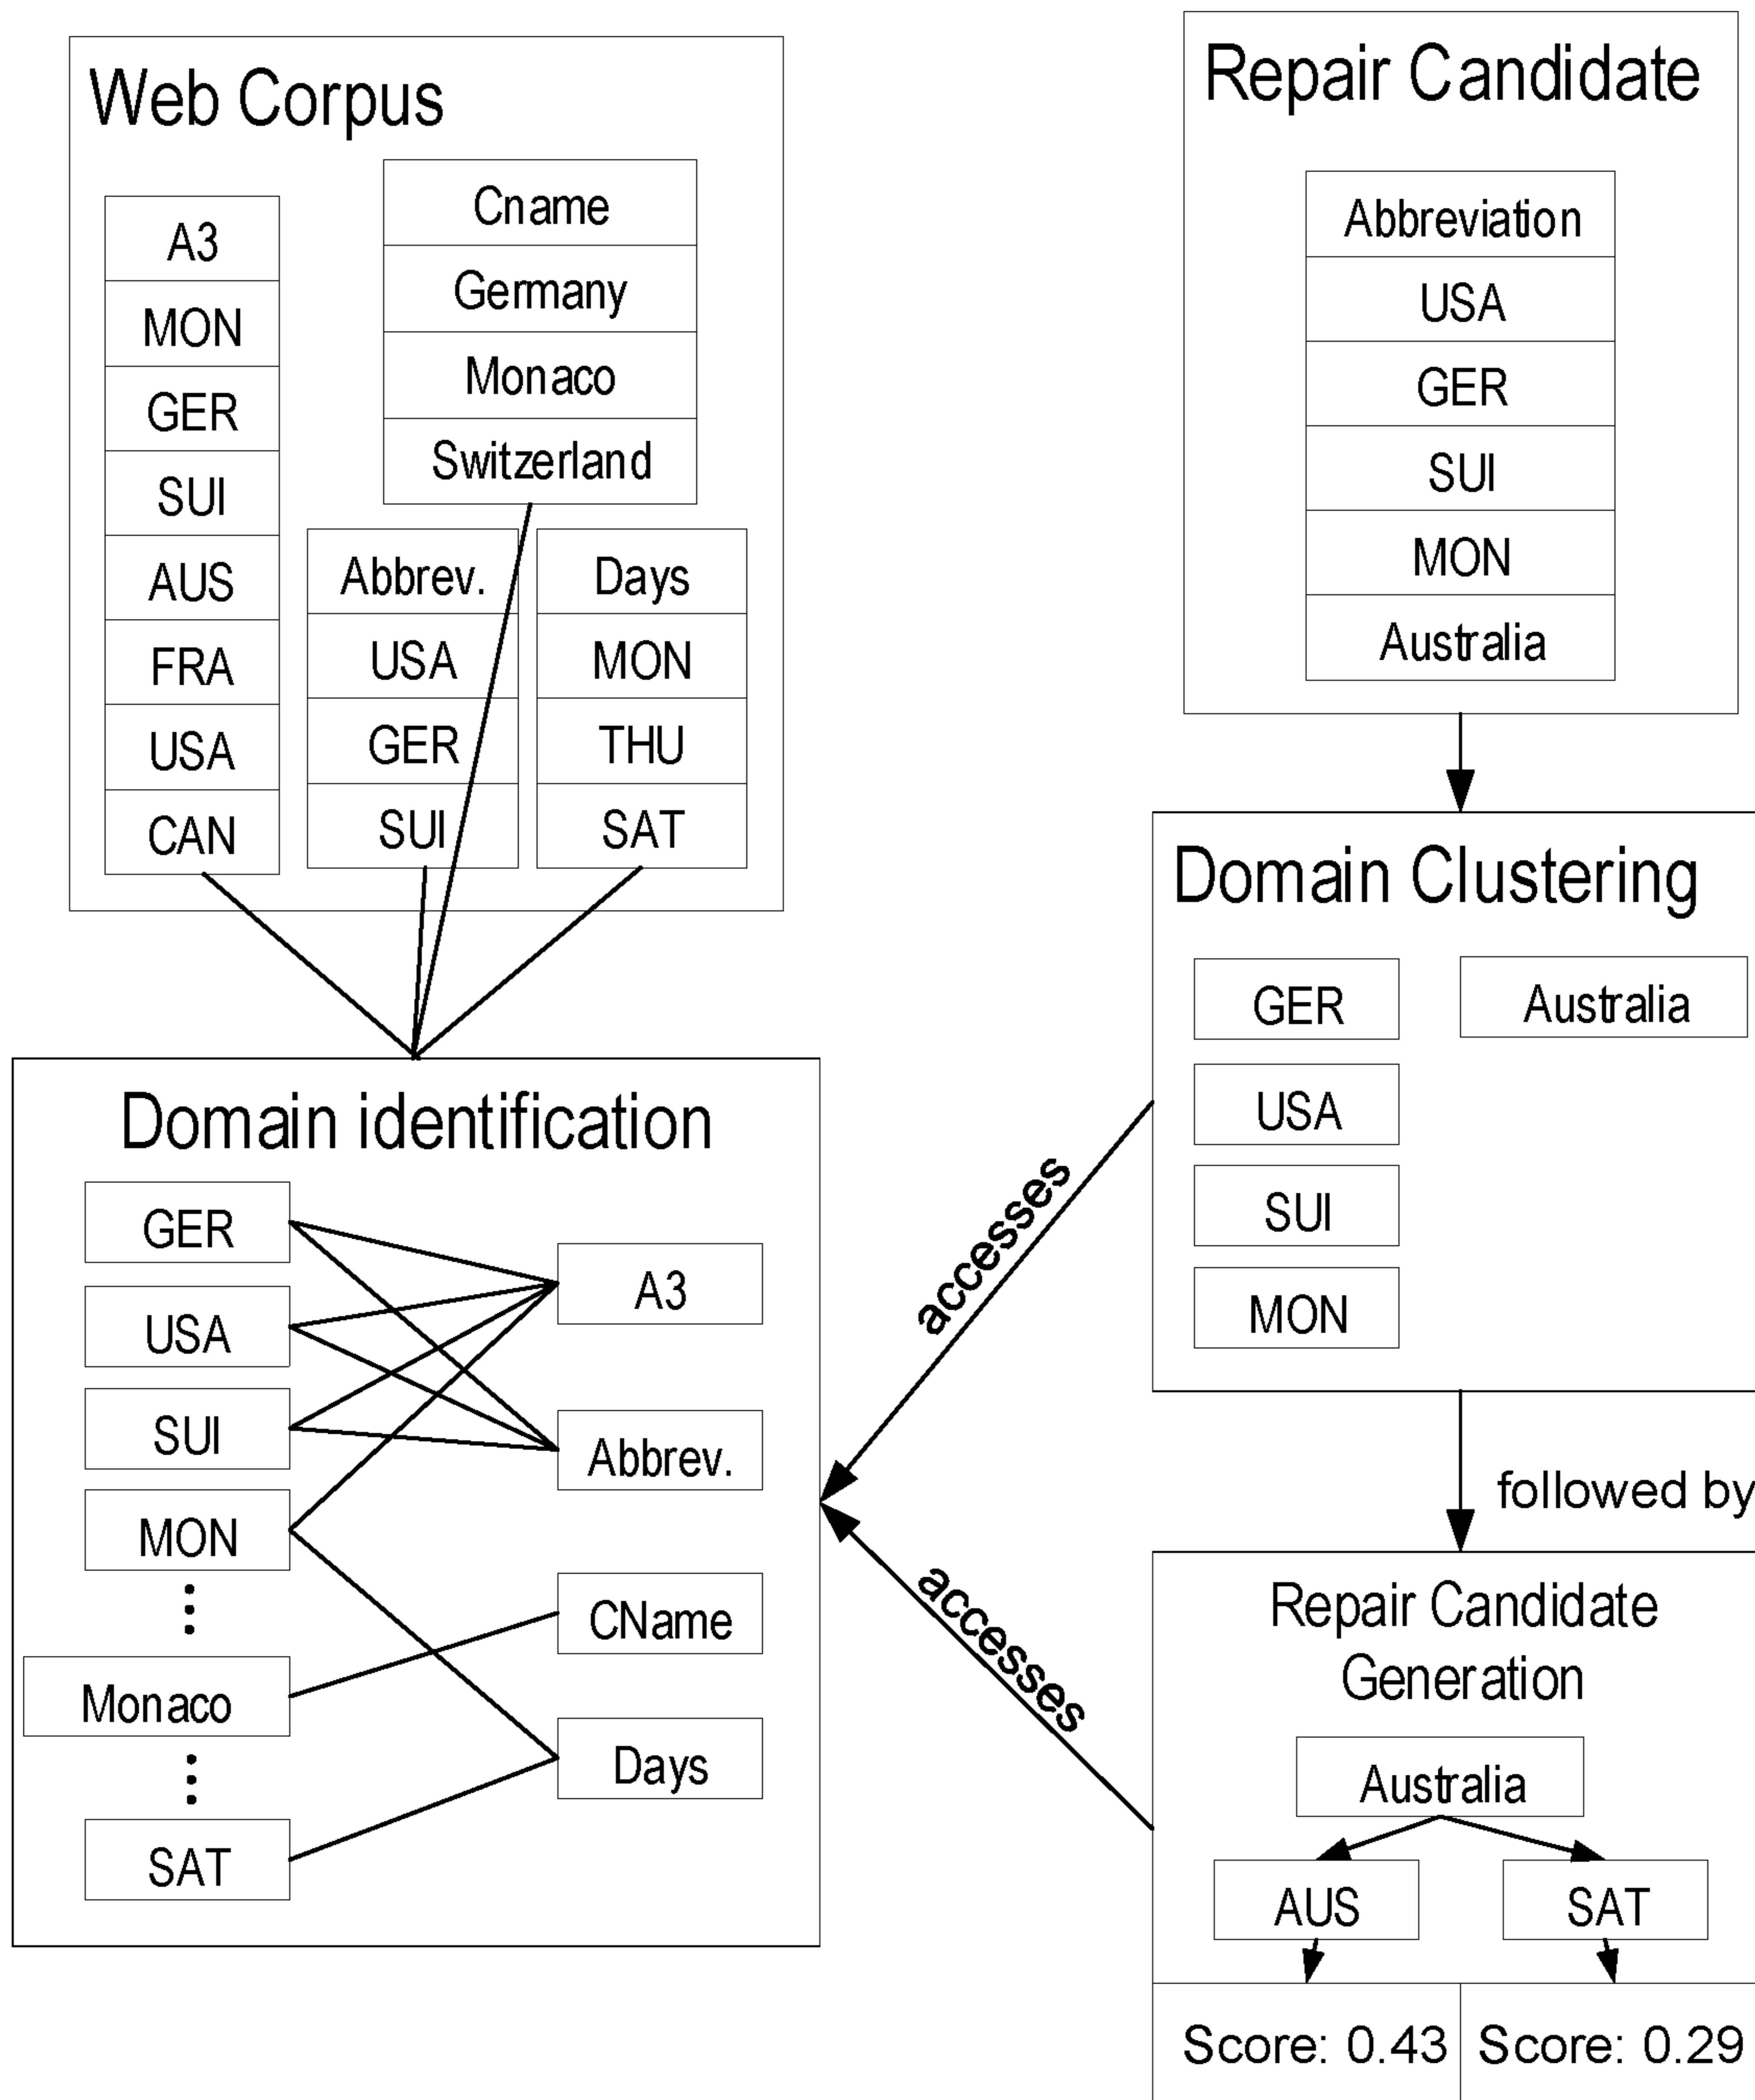 Web Corpus
A3
MON
GER
SUI
AUS
FRA
USA
CAN
Cname
Germany
Monaco
Switzerland
Abbrev.
USA
GER
SUI
Days
MON
THU
SAT
Repair Candidate
Abbreviation
USA
GER
SUI
MON
Australia
Domain Clustering
GER
USA
SUI
MON
Australia
Domain identification
GER
USA
SUI
MON
Monaco
SAT
A3
Abbrev.
CName
Days
accesses
accesses
followed by
Repair Candidate
Generation
Australia
AUS
SAT
Score: 0.43
Score: 0.29